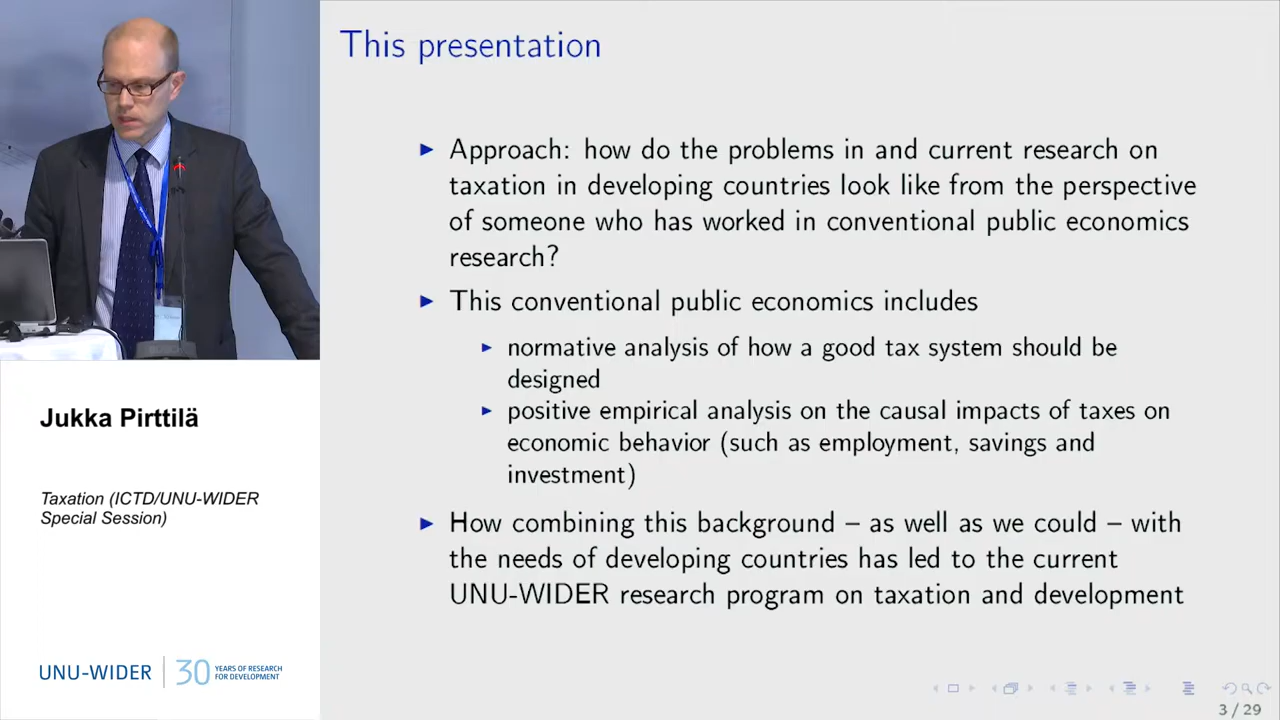 This presentation
Approach: how do the problems in and current research on
taxation in developing countries look like from the perspective
of someone who has worked in conventional public economics
research?
This conventional public economics includes
normative analysis of how a good tax system should be
designed
positive empirical analysis on the causal impacts of taxes on
economic behavior (such as employment, savings and
investment)
How combining this background – as well as we could – with
the needs of developing countries has led to the current
UNU-WIDER research program on taxation and development
3 / 29
Jukka Pirttilä
Taxation (ICTD/UNU-WIDER
Special Session)
UNU-WIDER
30 YEARS OF RESEARCH
FOR DEVELOPMENT